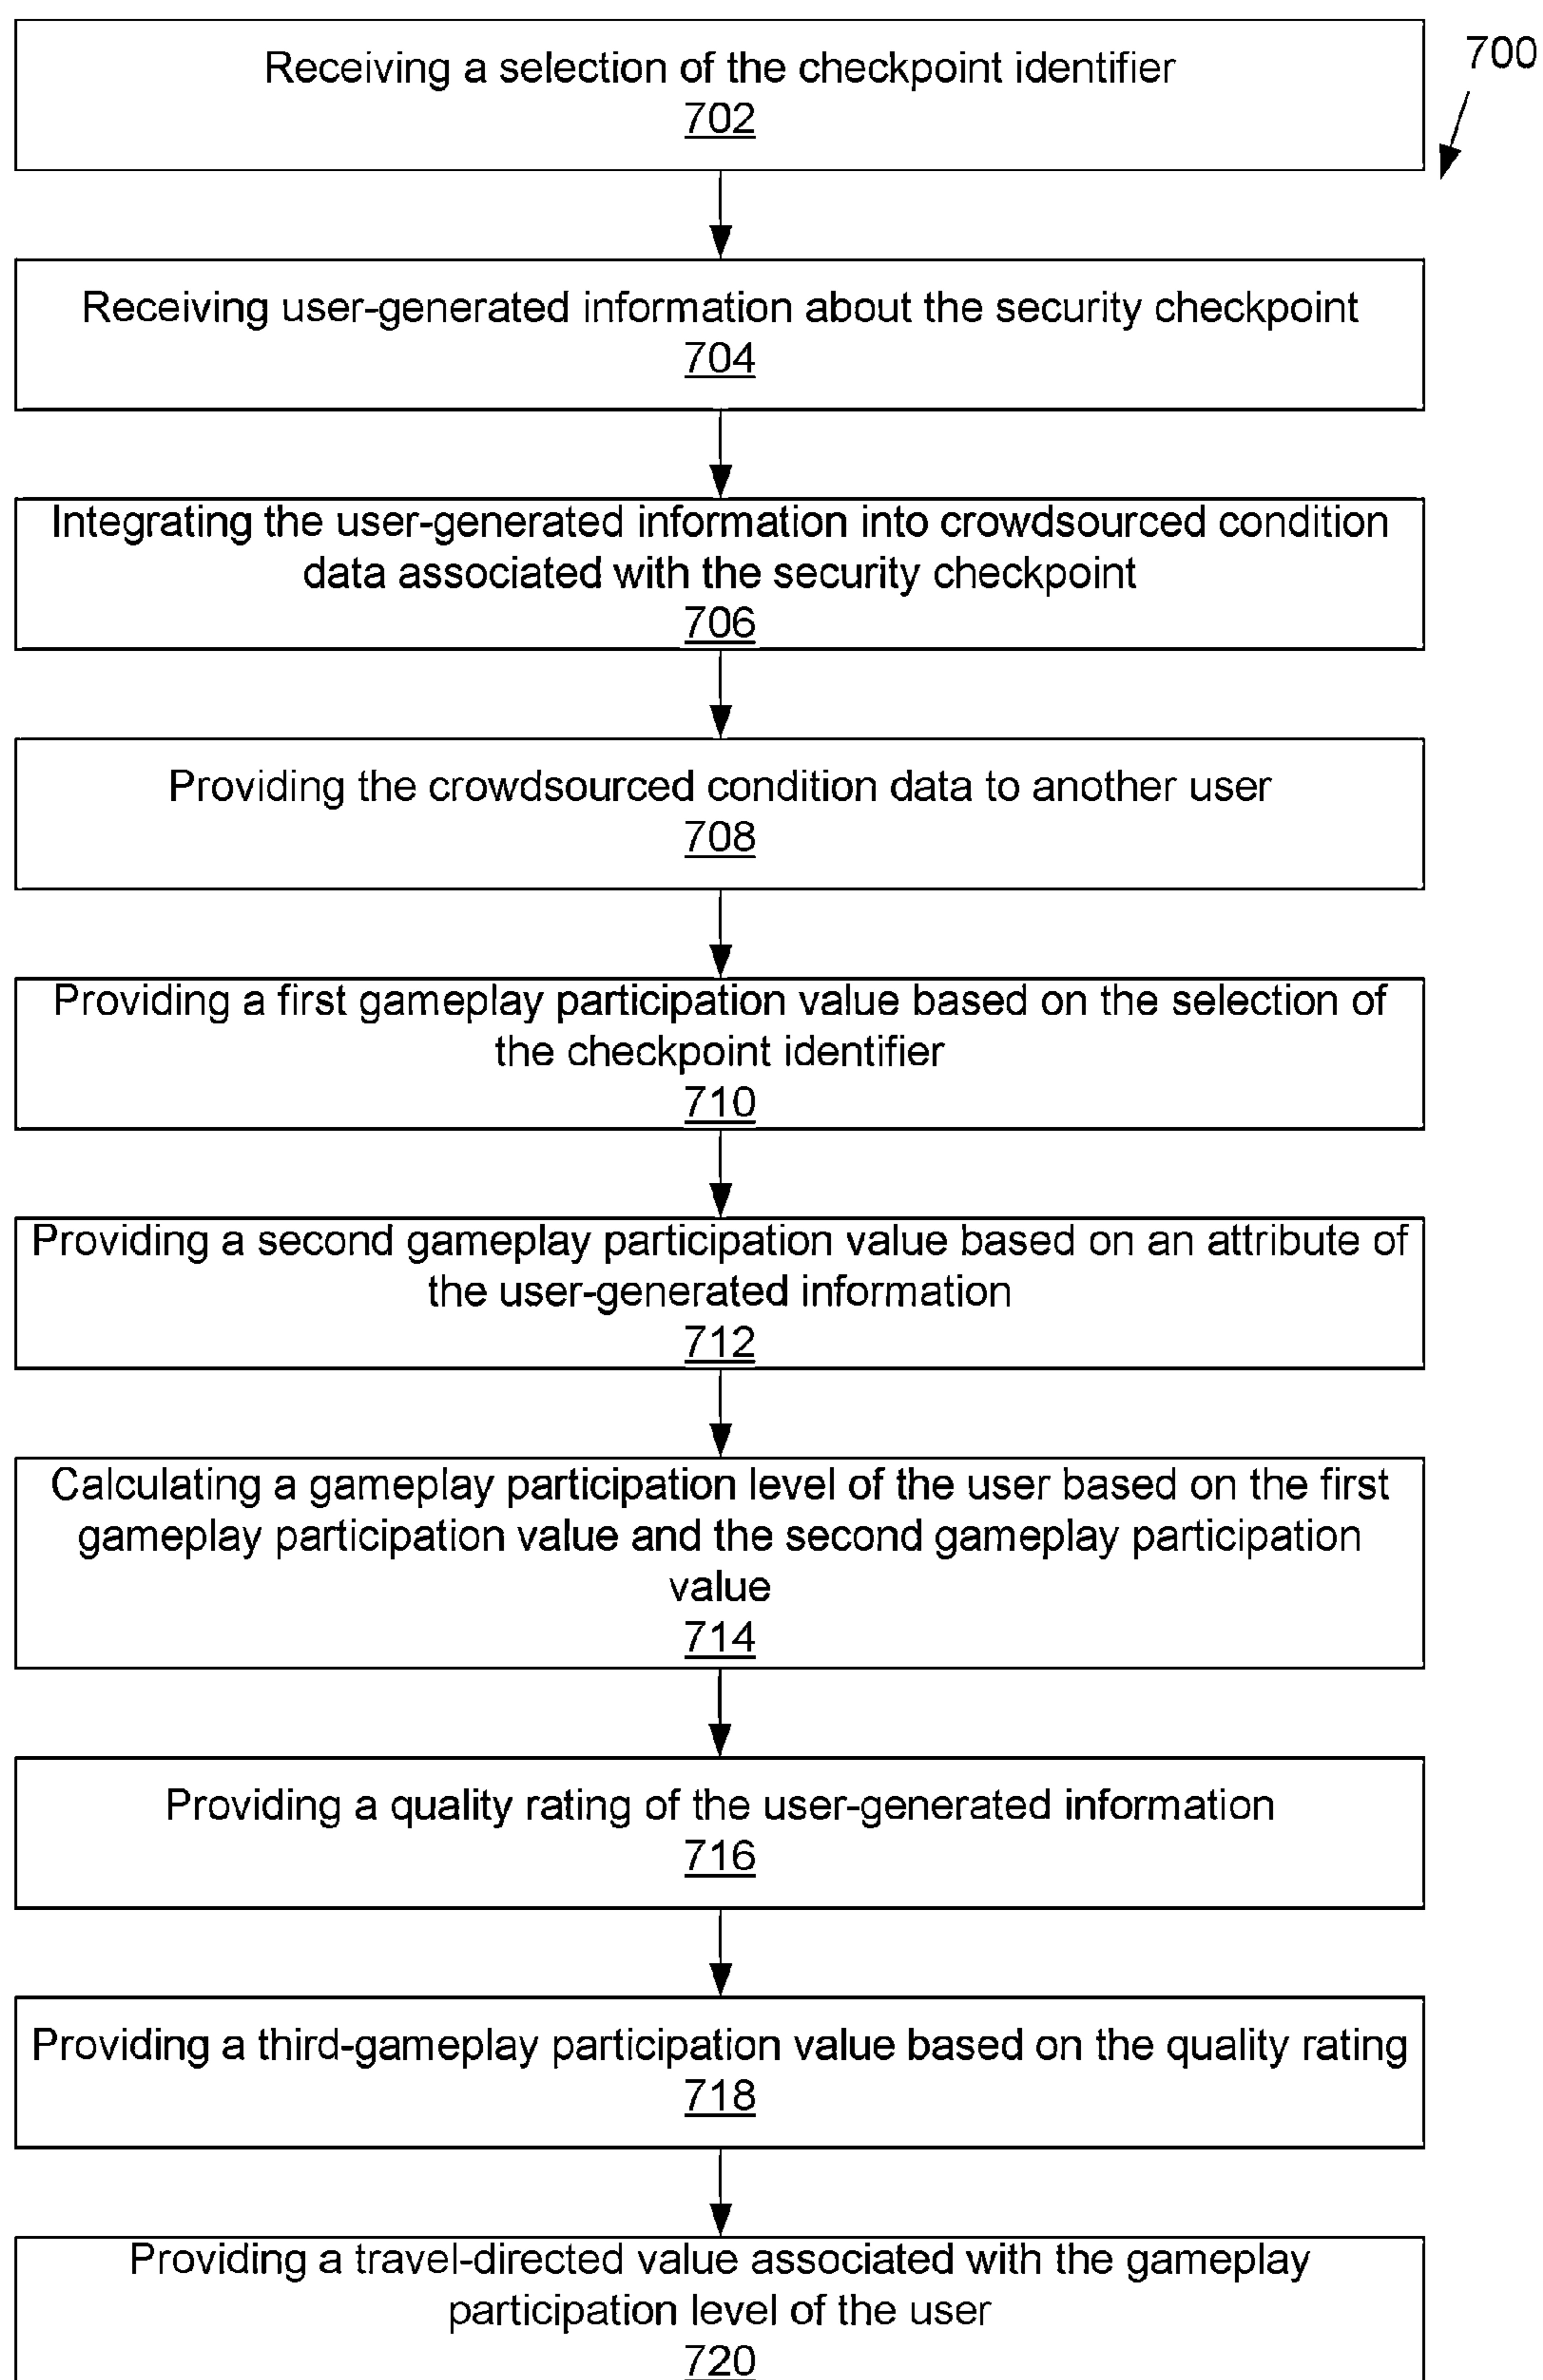 Receiving a selection of the checkpoint identifier
702
700
Receiving user-generated information about the security checkpoint
704
Integrating the user-generated information into crowdsourced condition
data associated with the security checkpoint
706
Providing the crowdsourced condition data to another user
708
Providing a first gameplay participation value based on the selection of
the checkpoint identifier
710
Providing a second gameplay participation value based on an attribute of
the user-generated information
712
Calculating a gameplay participation level of the user based on the first
gameplay participation value and the second gameplay participation
value
714
Providing a quality rating of the user-generated information
716
Providing a third-gameplay participation value based on the quality rating
718
Providing a travel-directed value associated with the gameplay
participation level of the user
720